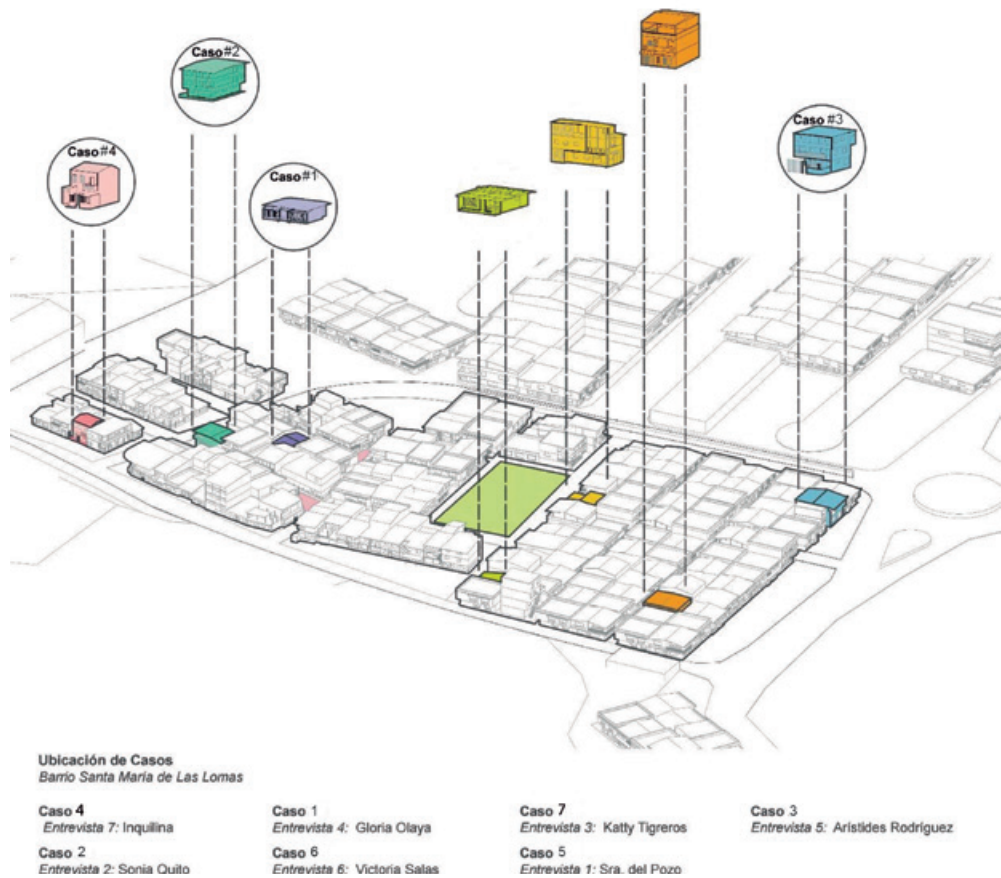 Caso#2
Caso #3
Caso#4
Caso#1
Ubicación de Casos
Barrio Santa María de Las Lomas
Caso 4
Entrevista 7: Inquilina
Caso 2
Entrevista 2: Sonia Quito
Caso 1
Entrevista 4: Gloria Olaya
Caso 6
Entrevista 6: Victoria Salas
Caso 7
Entrevista 3: Katty Tigreros
Caso 5
Entrevista 1: Sra. del Pozo
Caso 3
Entrevista 5: Arístides Rodríguez